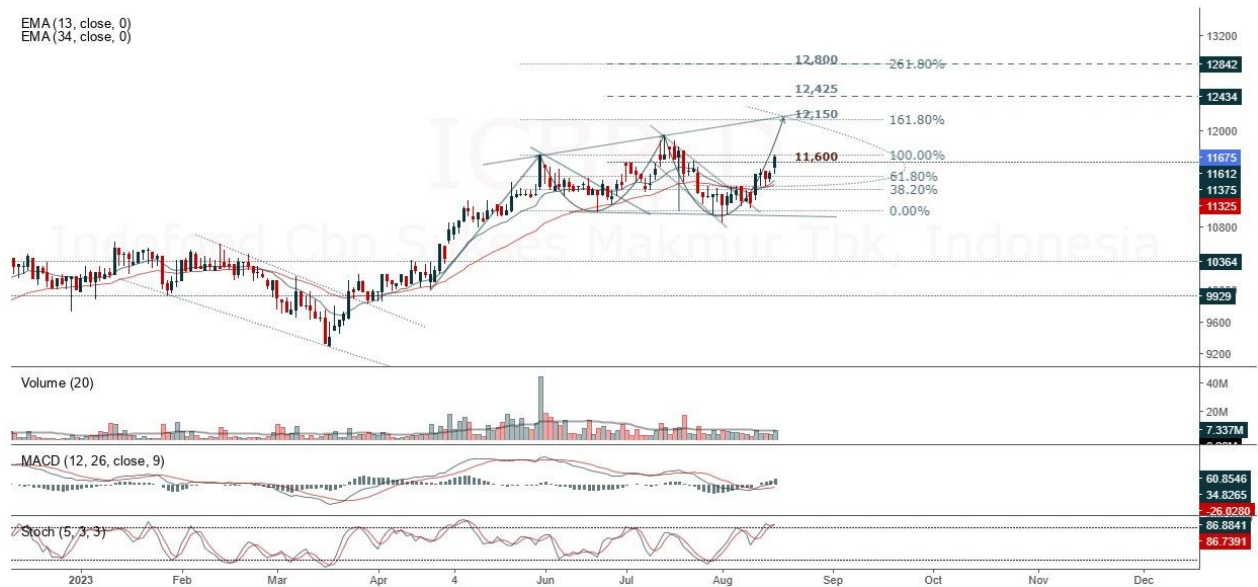 EMA (13, close, 0)
EMA (34, close, 0)
13200
12,800
261.80%
12842
12,425
12434
12,150
161.80%
12000
11,600
100.00%
11675
11612
61.80%
11375
38.20%
11325
0.00%
10800
Indofood Cbp Sukses Makmur Tbk, Indonesia
10364
9929
9600
9200
Volume (20)
40M
20M
7.337M
MACD (12, 26, close, 9)
60.8546
34.8265
-26.0280
Stoch (5, 3, 3)
86.8841
86.7391
2023 Feb Mar Apr 4 Jun Jul Aug Sep Oct Nov Dec